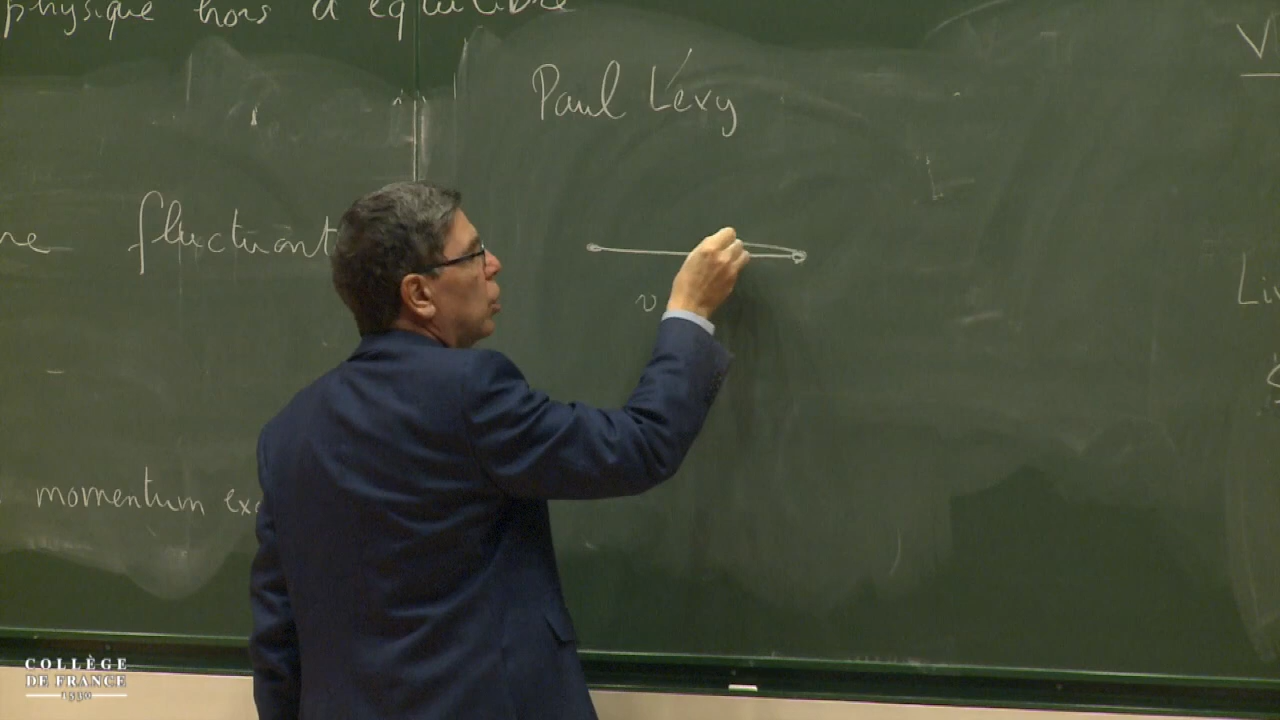 physique hors d'équilibre
Paul Lévy
fluctuant
v
momentum
COLLÈGE
DE FRANCE
1530